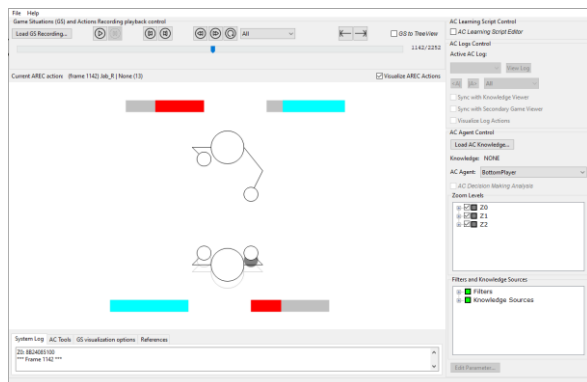 File Help
Game Situations (GS) and Actions Recording playback control
Load GS Recording...
All
GS to TreeView
1142/2252
Current AREC action: (frame 1142) Jab_R | None (13)
Visualize AREC Actions
System Log AC Tools GS visualization options References
Z0: 8B24083100
*** Frame 1142 ***
AC Learning Script Control
AC Learning Script Editor
AC Logs Control
Active AC Log:
View Log
All
Sync with Knowledge Viewer
Sync with Secondary Game Viewer
Visualize Log Actions
AC Agent Control
Load AC Knowledge...
Knowledge: NONE
AC Agent: BottomPlayer
AC Decision Making Analysis
Zoom Levels
Z0
Z1
Z2
Filters and Knowledge Sources
Filters
Knowledge Sources
Edit Parameter...